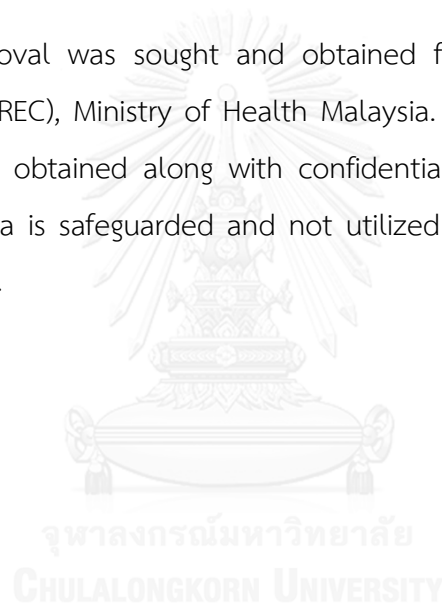 oval was sought and obtained f
REC), Ministry of Health Malaysia.
obtained along with confidentia
a is safeguarded and not utilized
.
จุฬาลงกรณ์มหาวิทยาลัย
CHULALONGKORN UNIVERSITY